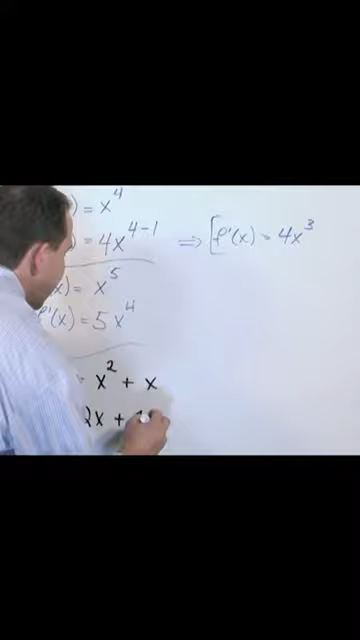 ) = x⁴
) = 4x⁴⁻¹ ⇒ [f'(x) = 4x³
x) = x⁵
f'(x) = 5x⁴
x² + x
2x +